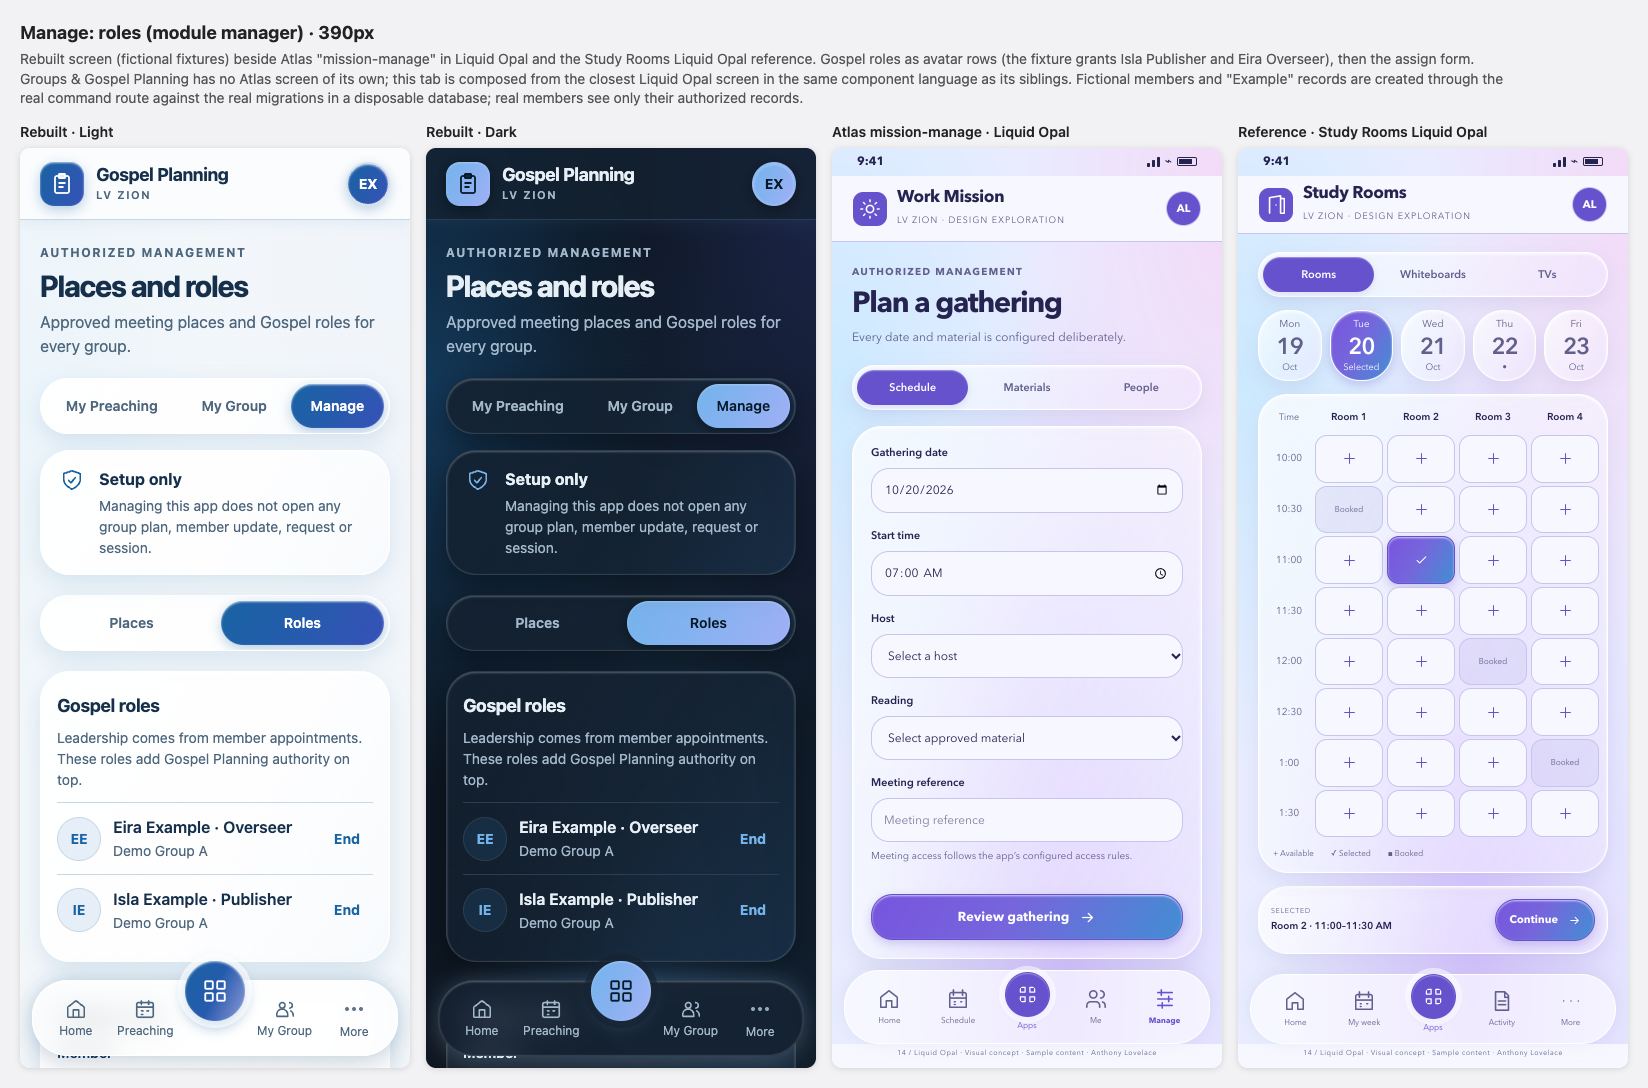 Manage: roles (module manager) · 390px
Rebuilt screen (fictional fixtures) beside Atlas "mission-manage" in Liquid Opal and the Study Rooms Liquid Opal reference. Gospel roles as avatar rows (the fixture grants Isla Publisher and Eira Overseer), then the assign form.
Groups & Gospel Planning has no Atlas screen of its own; this tab is composed from the closest Liquid Opal screen in the same component language as its siblings. Fictional members and "Example" records are created through the
real command route against the real migrations in a disposable database; real members see only their authorized records.
Rebuilt · Light
Gospel Planning
LV ZION
EX
AUTHORIZED MANAGEMENT
Places and roles
Approved meeting places and Gospel roles for
every group.
My Preaching
My Group
Manage
Setup only
Managing this app does not open any
group plan, member update, request or
session.
Places
Roles
Gospel roles
Leadership comes from member appointments.
These roles add Gospel Planning authority on
top.
EE
Eira Example · Overseer
Demo Group A
End
IE
Isla Example · Publisher
Demo Group A
End
Home
Preaching
My Group
More
Member
Rebuilt · Dark
Gospel Planning
LV ZION
EX
AUTHORIZED MANAGEMENT
Places and roles
Approved meeting places and Gospel roles for
every group.
My Preaching
My Group
Manage
Setup only
Managing this app does not open any
group plan, member update, request or
session.
Places
Roles
Gospel roles
Leadership comes from member appointments.
These roles add Gospel Planning authority on
top.
EE
Eira Example · Overseer
Demo Group A
End
IE
Isla Example · Publisher
Demo Group A
End
Home
Preaching
My Group
More
Member
Atlas mission-manage · Liquid Opal
9:41
Work Mission
LV ZION · DESIGN EXPLORATION
AL
AUTHORIZED MANAGEMENT
Plan a gathering
Every date and material is configured deliberately.
Schedule
Materials
People
Gathering date
10/20/2026
Start time
07:00 AM
Host
Select a host
Reading
Select approved material
Meeting reference
Meeting reference
Meeting access follows the app's configured access rules.
Review gathering →
Home
Schedule
Apps
Me
Manage
14 / Liquid Opal · Visual concept · Sample content · Anthony Lovelace
Reference · Study Rooms Liquid Opal
9:41
Study Rooms
LV ZION · DESIGN EXPLORATION
AL
Rooms
Whiteboards
TVs
Mon
19
Oct
Tue
20
Selected
Wed
21
Oct
Thu
22
•
Fri
23
Oct
Time Room 1 Room 2 Room 3 Room 4
10:00 + + + +
10:30 Booked + + +
11:00 + ✓ + +
11:30 + + + +
12:00 + + Booked +
12:30 + + + +
1:00 + + + Booked
1:30 + + + +
+ Available ✓ Selected ■ Booked
SELECTED
Room 2 · 11:00–11:30 AM
Continue →
Home
My week
Apps
Activity
More
14 / Liquid Opal · Visual concept · Sample content · Anthony Lovelace